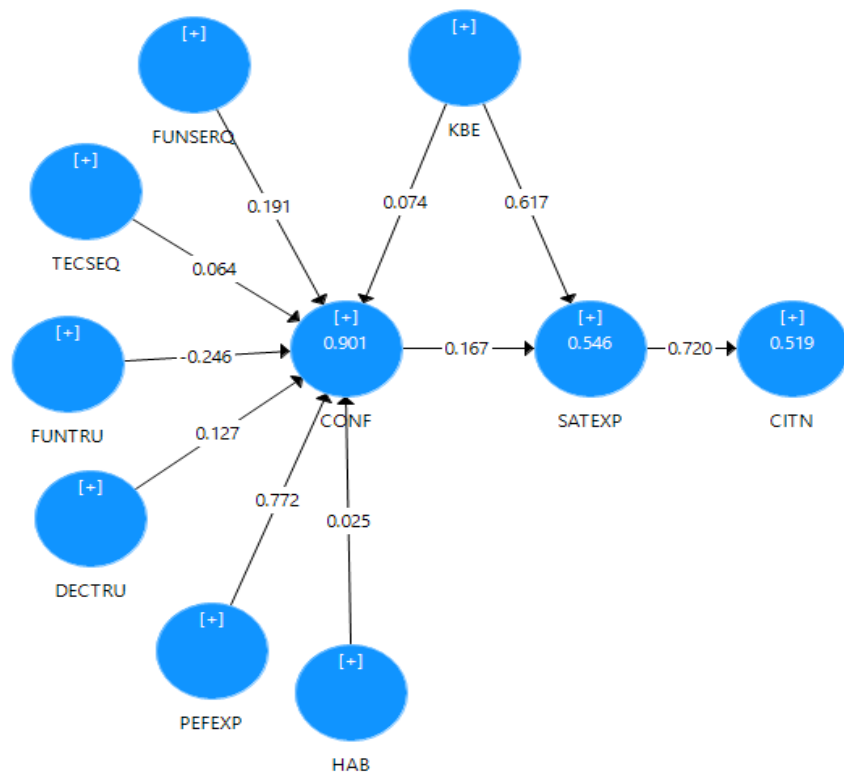 [+]
FUNSERQ
[+]
KBE
[+]
TECSEQ
0.191
0.074
0.617
0.064
[+]
FUNTRU
-0.246
[+]
0.901
CONF
0.167
[+]
0.546
SATEXP
0.720
[+]
0.519
CITN
0.127
[+]
DECTRU
0.772
0.025
[+]
PEFEXP
[+]
HAB